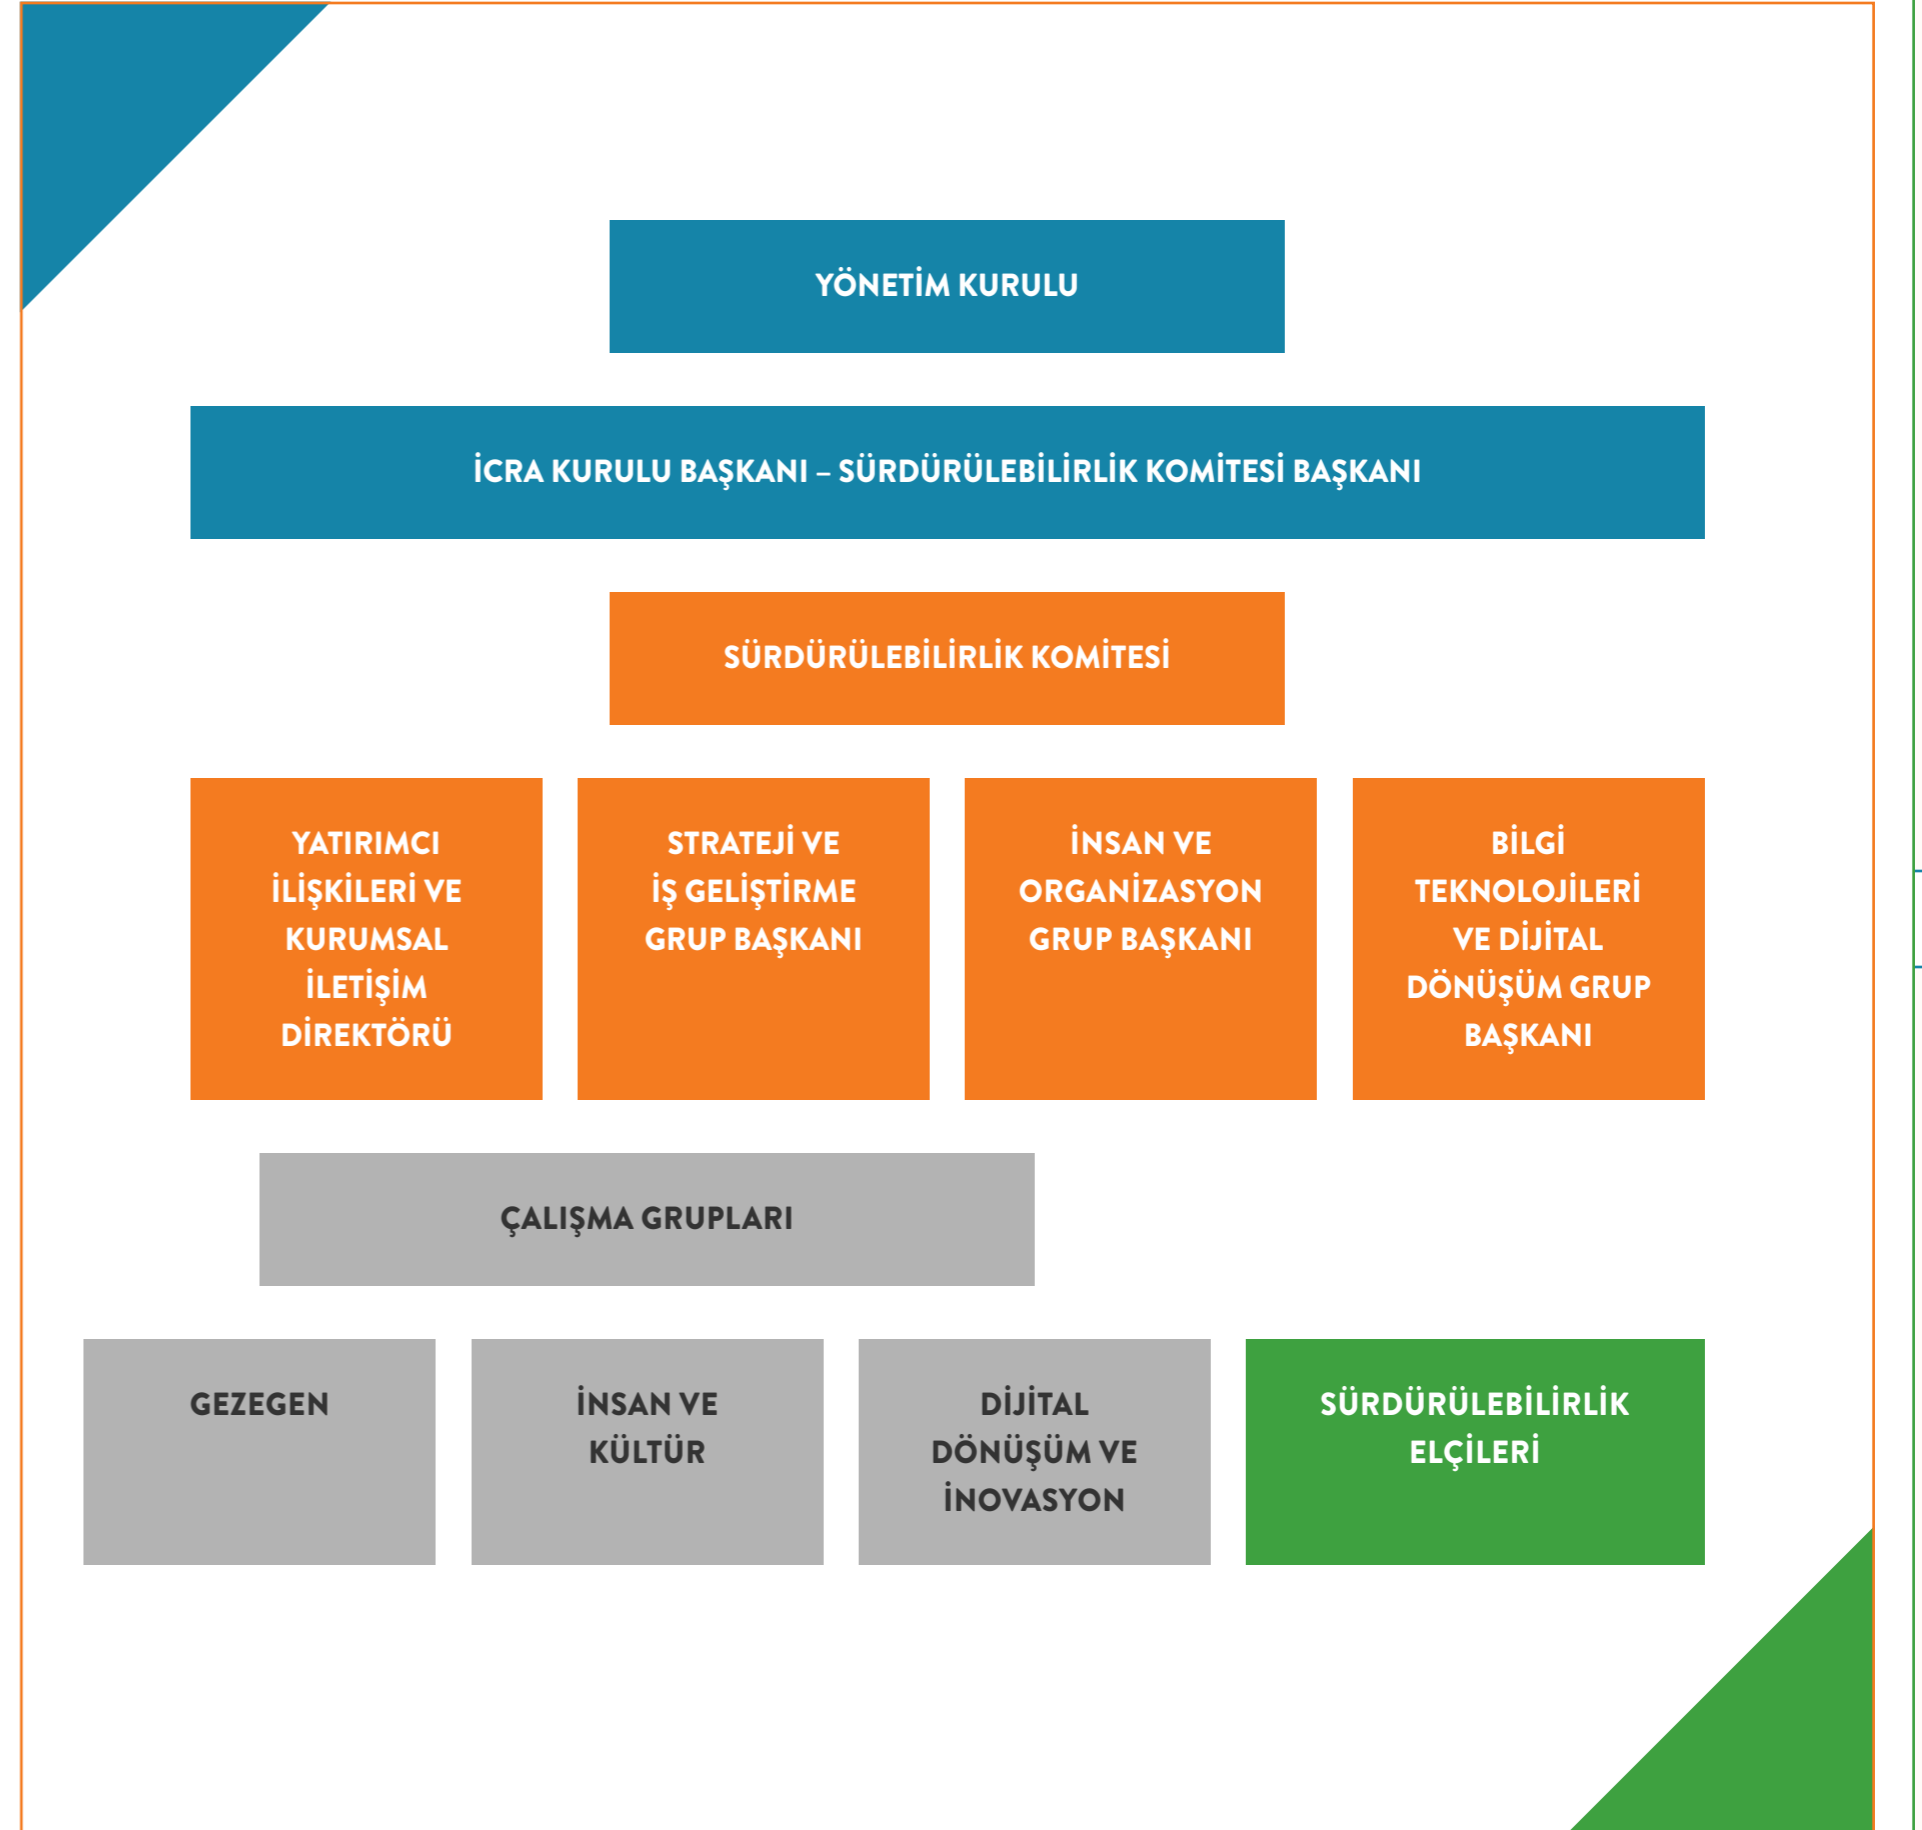 YÖNETİM KURULU
İCRA KURULU BAŞKANI – SÜRDÜRÜLEBİLİRLİK KOMİTESİ BAŞKANI
SÜRDÜRÜLEBİLİRLİK KOMİTESİ
YATIRIMCI
İLİŞKİLERİ VE
KURUMSAL
İLETİŞİM
DİREKTÖRÜ
STRATEJİ VE
İŞ GELİŞTİRME
GRUP BAŞKANI
İNSAN VE
ORGANİZASYON
GRUP BAŞKANI
BİLGİ
TEKNOLOJİLERİ
VE DİJİTAL
DÖNÜŞÜM GRUP
BAŞKANI
ÇALIŞMA GRUPLARI
GEZEGEN
İNSAN VE
KÜLTÜR
DİJİTAL
DÖNÜŞÜM VE
İNOVASYON
SÜRDÜRÜLEBİLİRLİK
ELÇİLERİ